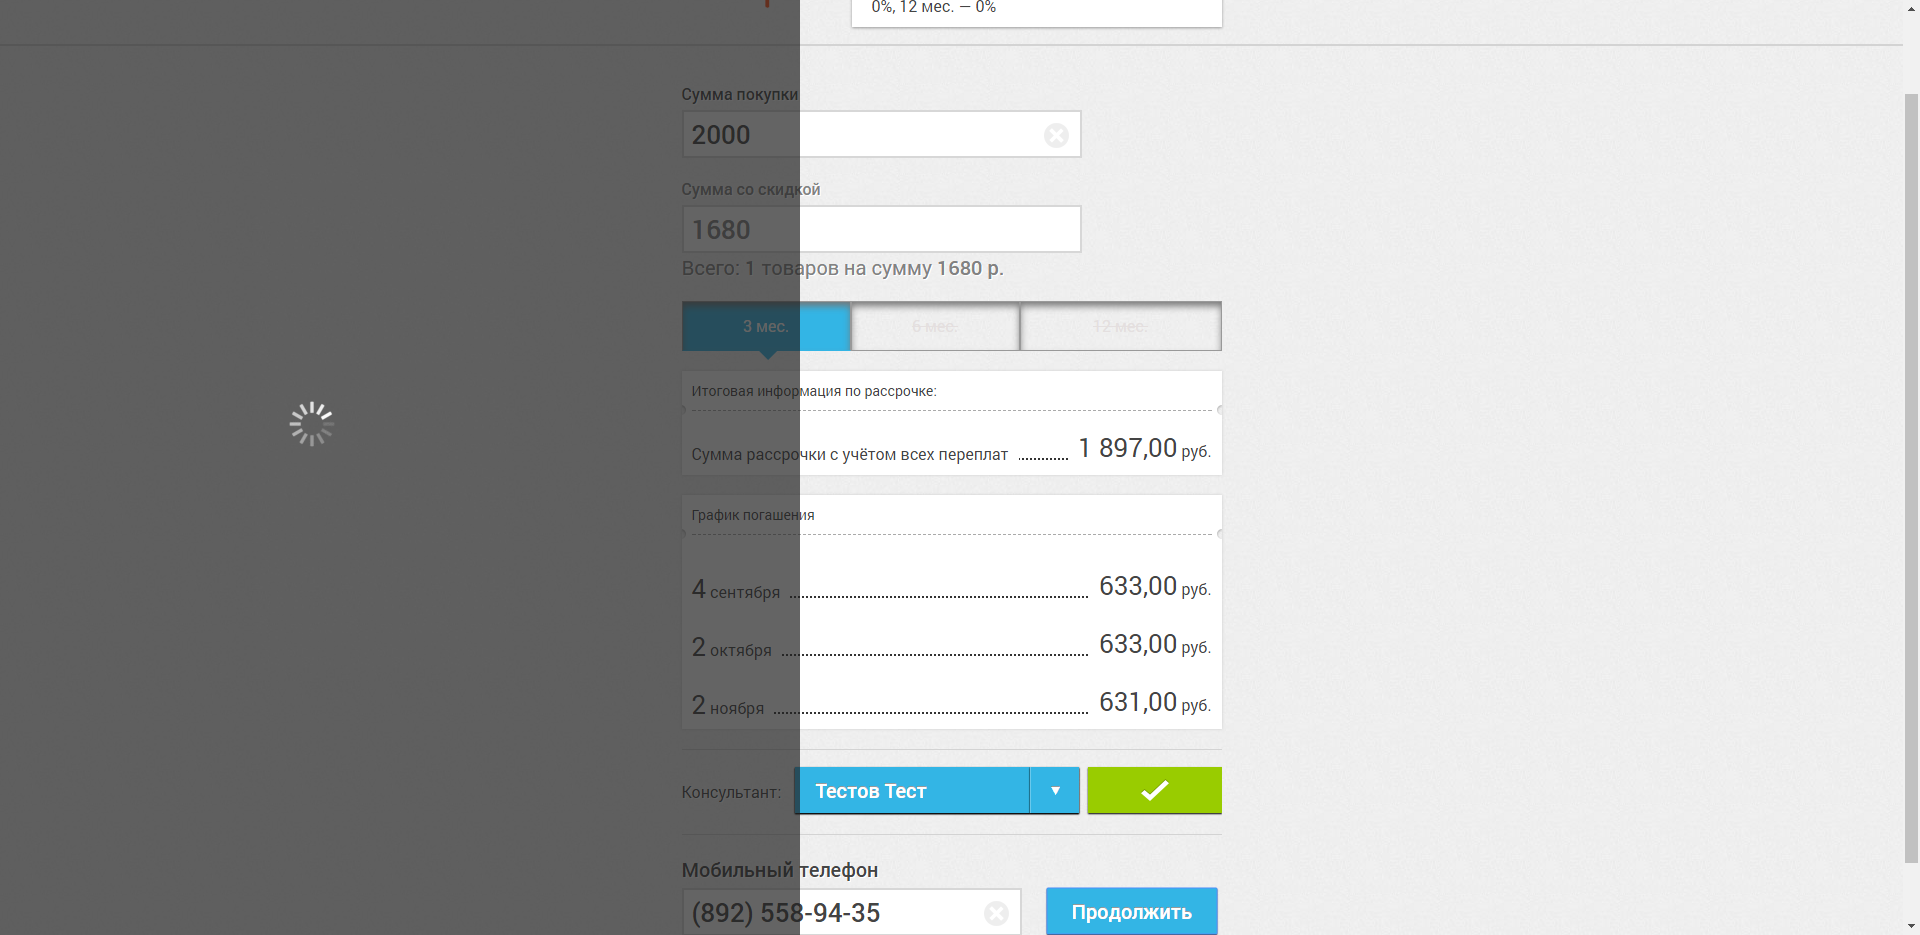 0%, 12 мес. — 0%
Сумма покупки
2000
Сумма со скидкой
1680
Всего: 1 товаров на сумму 1680 р.
3 мес. 6 мес. 12 мес.
Итоговая информация по рассрочке:
Сумма рассрочки с учётом всех переплат 1 897,00 руб.
График погашения
4 сентября 633,00 руб.
2 октября 633,00 руб.
2 ноября 631,00 руб.
Консультант: Тестов Тест
Мобильный телефон
(892) 558-94-35 Продолжить